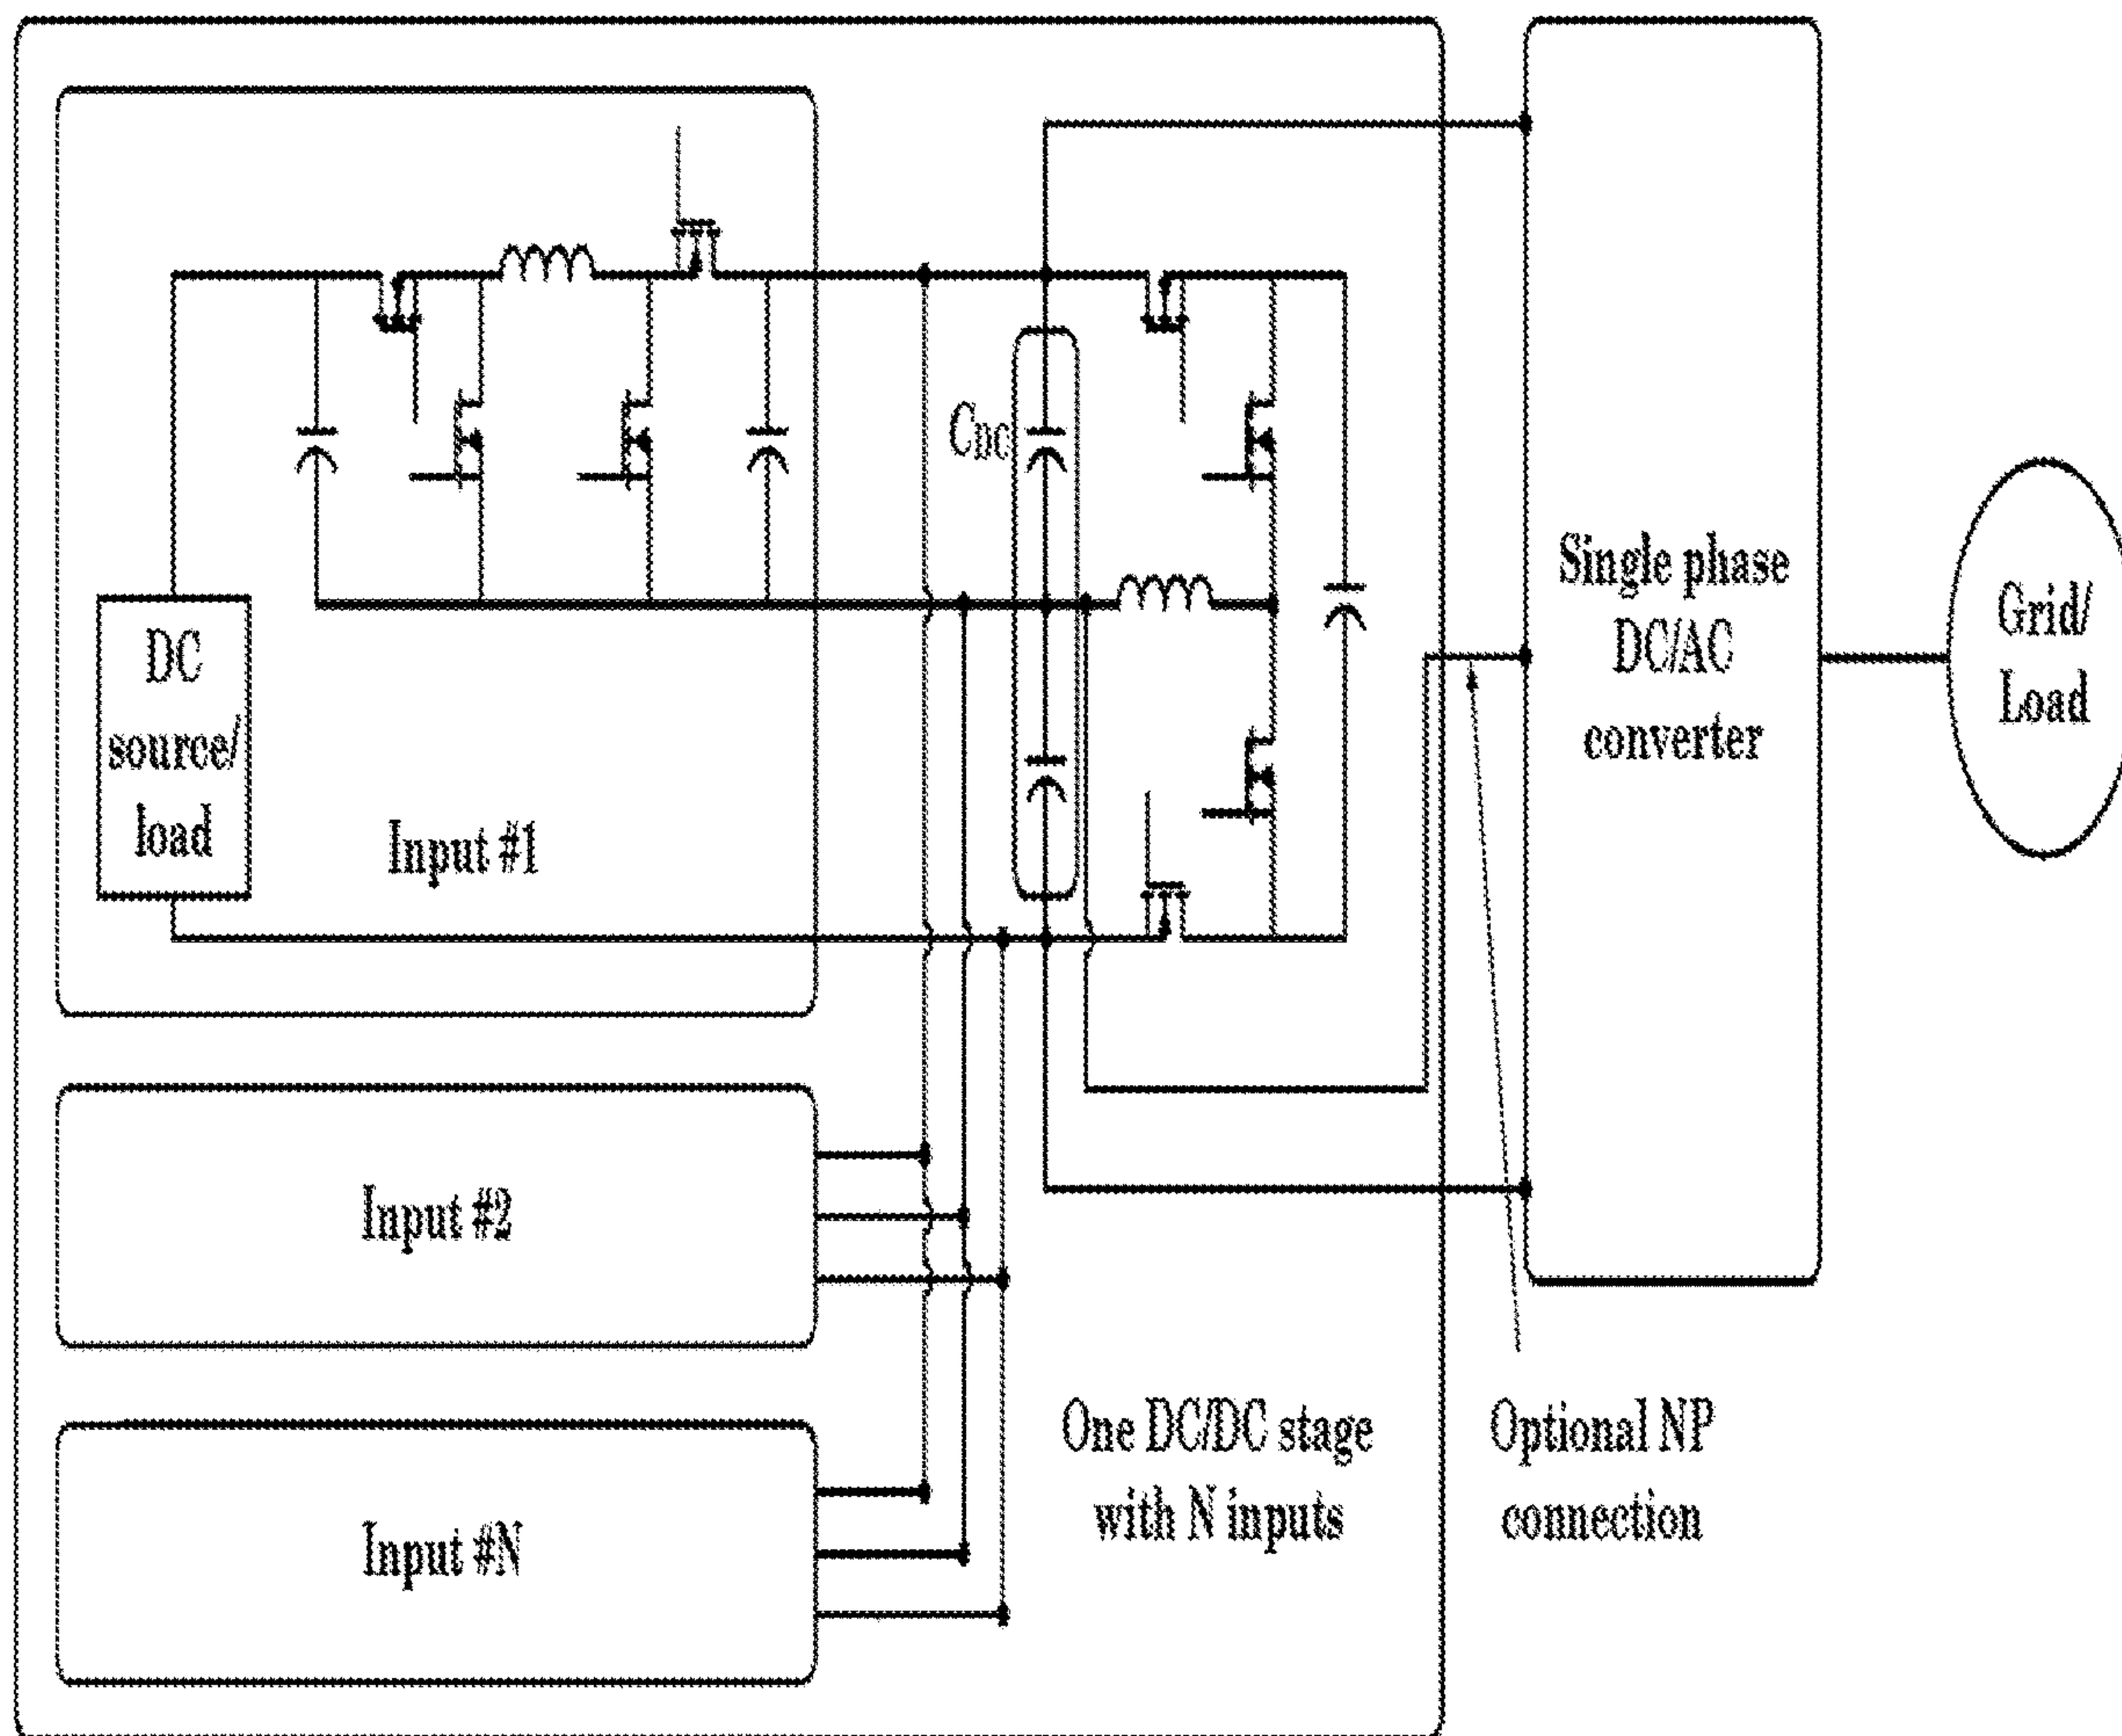 C_DC
DC
source/
load
Input #1
Single phase
DC/AC
converter
Grid/
Load
Input #2
Input #N
One DC/DC stage
with N inputs
Optional NP
connection